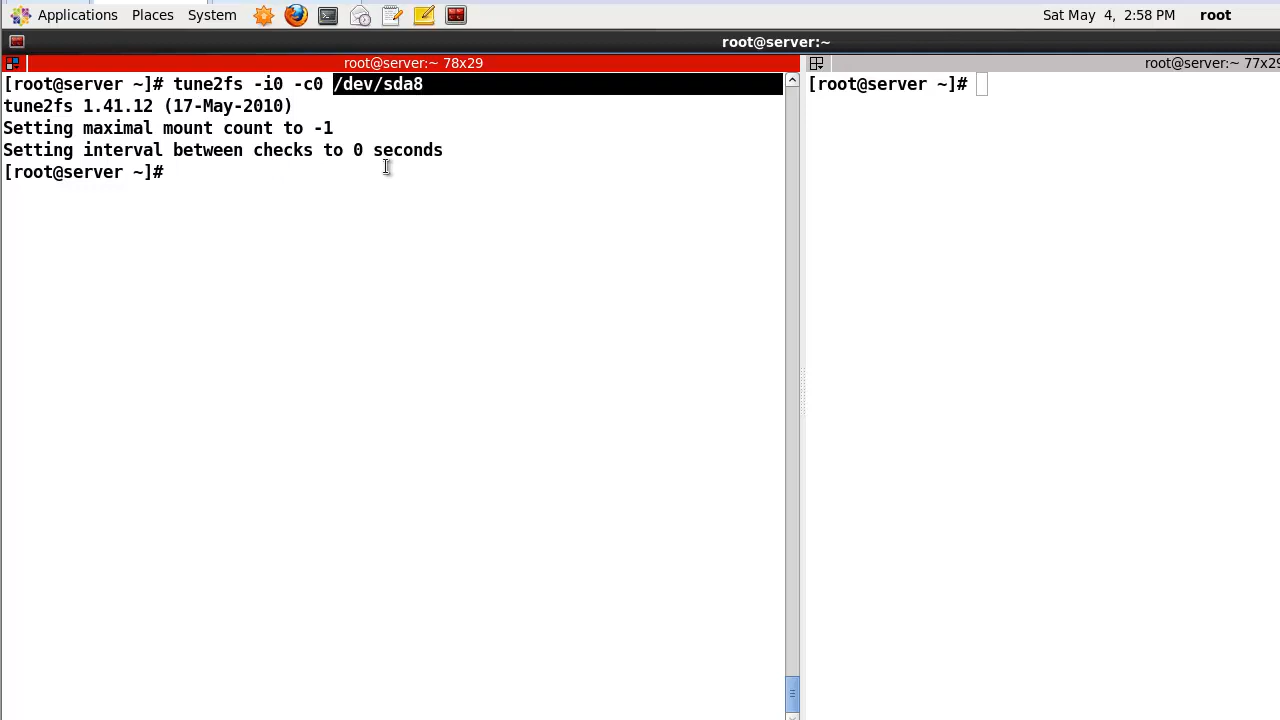 Applications Places System Sat May 4, 2:58 PM root
root@server:~
root@server:~ 78x29
[root@server ~]# tune2fs -i0 -c0 /dev/sda8
tune2fs 1.41.12 (17-May-2010)
Setting maximal mount count to -1
Setting interval between checks to 0 seconds
[root@server ~]#
root@server:~ 77x29
[root@server ~]#